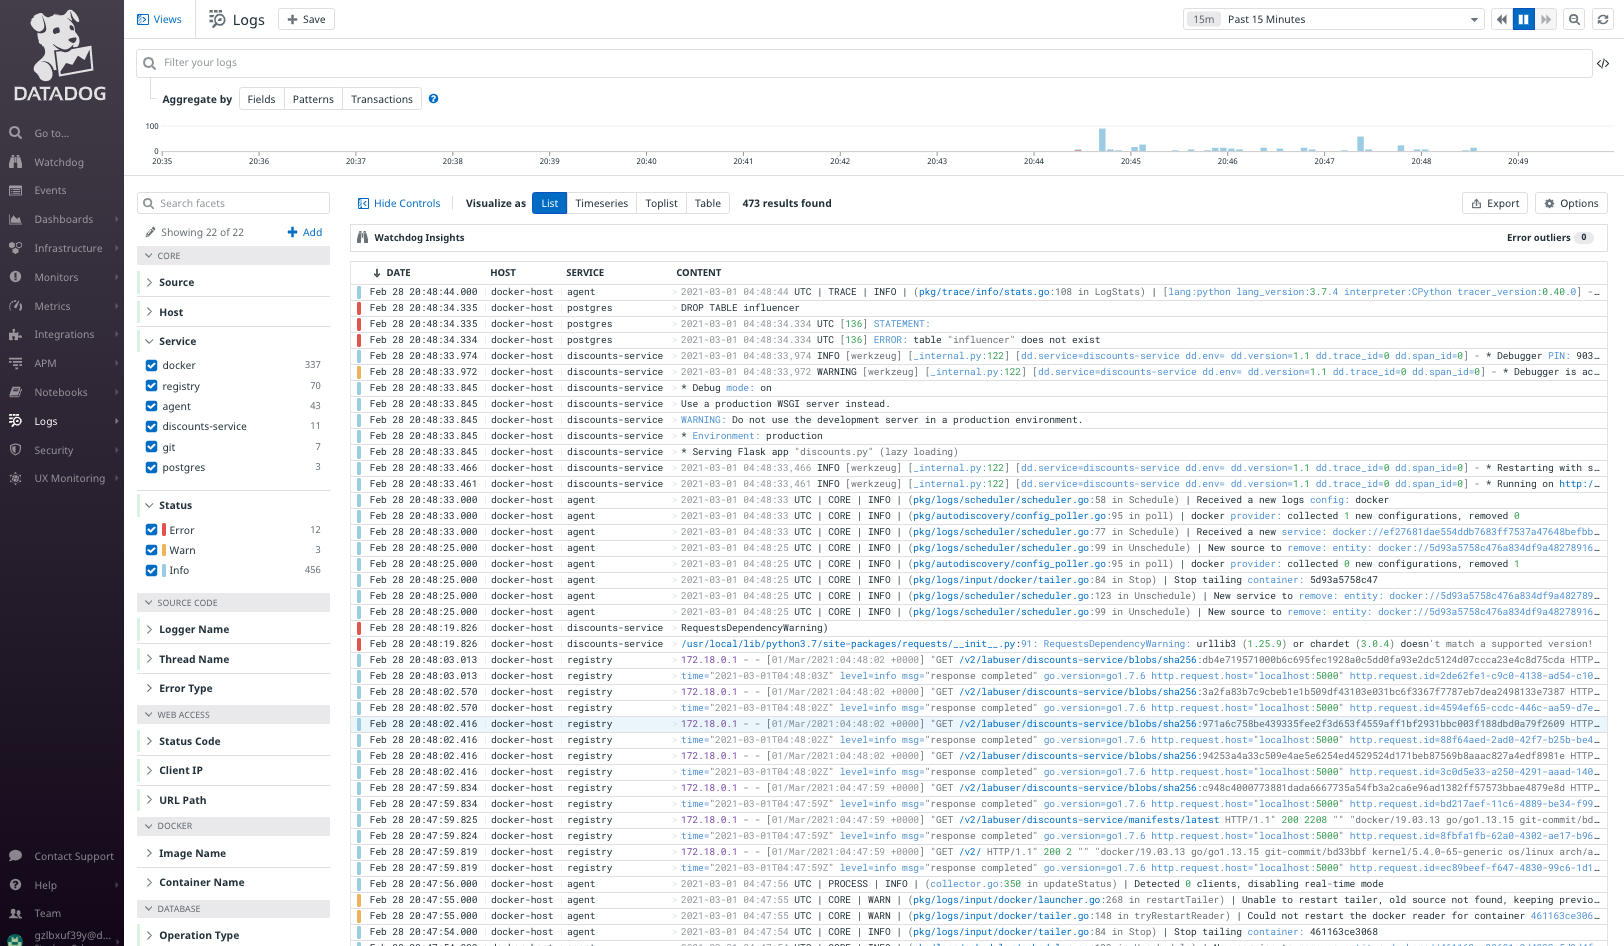 DATADOG
Go to...
Watchdog
Events
Dashboards
Infrastructure
Monitors
Metrics
Integrations
APM
Notebooks
Logs
Security
UX Monitoring
Contact Support
Help
Team
gzlbxuf39y@d...
Views
Logs
+ Save
15m Past 15 Minutes
Filter your logs
</>
Aggregate by Fields Patterns Transactions ?
100
0
20:35 20:36 20:37 20:38 20:39 20:40 20:41 20:42 20:43 20:44 20:45 20:46 20:47 20:48 20:49
Search facets
Showing 22 of 22 + Add
CORE
Source
Host
Service
docker 337
registry 70
agent 43
discounts-service 11
git 7
postgres 3
Status
Error 12
Warn 3
Info 456
SOURCE CODE
Logger Name
Thread Name
Error Type
WEB ACCESS
Status Code
Client IP
URL Path
DOCKER
Image Name
Container Name
DATABASE
Operation Type
Hide Controls Visualize as List Timeseries Toplist Table 473 results found Export Options
Watchdog Insights Error outliers 0
↓ DATE HOST SERVICE CONTENT
Feb 28 20:48:44.000 docker-host agent 2021-03-01 04:48:44 UTC | TRACE | INFO | (pkg/trace/info/stats.go:108 in LogStats) | [lang:python lang_version:3.7.4 interpreter:CPython tracer_version:0.40.0] -...
Feb 28 20:48:34.335 docker-host postgres DROP TABLE influencer
Feb 28 20:48:34.334 docker-host postgres 2021-03-01 04:48:34.334 UTC [136] STATEMENT:
Feb 28 20:48:34.334 docker-host postgres 2021-03-01 04:48:34.334 UTC [136] ERROR: table "influencer" does not exist
Feb 28 20:48:33.974 docker-host discounts-service 2021-03-01 04:48:33,974 INFO [werkzeug] [_internal.py:122] [dd.service=discounts-service dd.env= dd.version=1.1 dd.trace_id=0 dd.span_id=0] - * Debugger PIN: 903...
Feb 28 20:48:33.972 docker-host discounts-service 2021-03-01 04:48:33,972 WARNING [werkzeug] [_internal.py:122] [dd.service=discounts-service dd.env= dd.version=1.1 dd.trace_id=0 dd.span_id=0] - * Debugger is ac...
Feb 28 20:48:33.845 docker-host discounts-service * Debug mode: on
Feb 28 20:48:33.845 docker-host discounts-service Use a production WSGI server instead.
Feb 28 20:48:33.845 docker-host discounts-service WARNING: Do not use the development server in a production environment.
Feb 28 20:48:33.845 docker-host discounts-service * Environment: production
Feb 28 20:48:33.845 docker-host discounts-service * Serving Flask app "discounts.py" (lazy loading)
Feb 28 20:48:33.466 docker-host discounts-service 2021-03-01 04:48:33,466 INFO [werkzeug] [_internal.py:122] [dd.service=discounts-service dd.env= dd.version=1.1 dd.trace_id=0 dd.span_id=0] - * Restarting with s...
Feb 28 20:48:33.461 docker-host discounts-service 2021-03-01 04:48:33,461 INFO [werkzeug] [_internal.py:122] [dd.service=discounts-service dd.env= dd.version=1.1 dd.trace_id=0 dd.span_id=0] - * Running on http:/...
Feb 28 20:48:33.000 docker-host agent 2021-03-01 04:48:33 UTC | CORE | INFO | (pkg/logs/scheduler/scheduler.go:58 in Schedule) | Received a new logs config: docker
Feb 28 20:48:33.000 docker-host agent 2021-03-01 04:48:33 UTC | CORE | INFO | (pkg/autodiscovery/config_poller.go:95 in poll) | docker provider: collected 1 new configurations, removed 0
Feb 28 20:48:33.000 docker-host agent 2021-03-01 04:48:33 UTC | CORE | INFO | (pkg/logs/scheduler/scheduler.go:77 in Schedule) | Received a new service: docker://ef27681dae554ddb7683ff7537a47648befbb...
Feb 28 20:48:25.000 docker-host agent 2021-03-01 04:48:25 UTC | CORE | INFO | (pkg/logs/scheduler/scheduler.go:99 in Unschedule) | New source to remove: entity: docker://5d93a5758c476a834df9a48278916...
Feb 28 20:48:25.000 docker-host agent 2021-03-01 04:48:25 UTC | CORE | INFO | (pkg/autodiscovery/config_poller.go:95 in poll) | docker provider: collected 0 new configurations, removed 1
Feb 28 20:48:25.000 docker-host agent 2021-03-01 04:48:25 UTC | CORE | INFO | (pkg/logs/input/docker/tailer.go:84 in Stop) | Stop tailing container: 5d93a5758c47
Feb 28 20:48:25.000 docker-host agent 2021-03-01 04:48:25 UTC | CORE | INFO | (pkg/logs/scheduler/scheduler.go:123 in Unschedule) | New service to remove: entity: docker://5d93a5758c476a834df9a482789...
Feb 28 20:48:25.000 docker-host agent 2021-03-01 04:48:25 UTC | CORE | INFO | (pkg/logs/scheduler/scheduler.go:99 in Unschedule) | New source to remove: entity: docker://5d93a5758c476a834df9a48278916...
Feb 28 20:48:19.826 docker-host discounts-service RequestsDependencyWarning)
Feb 28 20:48:19.826 docker-host discounts-service /usr/local/lib/python3.7/site-packages/requests/__init__.py:91: RequestsDependencyWarning: urllib3 (1.25.9) or chardet (3.0.4) doesn't match a supported version!
Feb 28 20:48:03.013 docker-host registry 172.18.0.1 - - [01/Mar/2021:04:48:02 +0000] "GET /v2/labuser/discounts-service/blobs/sha256:db4e719571000b6c695fec1928a0c5dd0fa93e2dc5124d07ccca23e4c8d75cda HTTP...
Feb 28 20:48:03.013 docker-host registry time="2021-03-01T04:48:03Z" level=info msg="response completed" go.version=go1.7.6 http.request.host="localhost:5000" http.request.id=2de62fe1-c9c0-4138-ad54-c10...
Feb 28 20:48:02.570 docker-host registry 172.18.0.1 - - [01/Mar/2021:04:48:02 +0000] "GET /v2/labuser/discounts-service/blobs/sha256:3a2fa83b7c9cbeb1e1b509df43103e031bc6f3367f7787eb7dea2498133e7387 HTTP...
Feb 28 20:48:02.570 docker-host registry time="2021-03-01T04:48:02Z" level=info msg="response completed" go.version=go1.7.6 http.request.host="localhost:5000" http.request.id=4594ef65-ccdc-446c-aa59-d7e...
Feb 28 20:48:02.416 docker-host registry 172.18.0.1 - - [01/Mar/2021:04:48:02 +0000] "GET /v2/labuser/discounts-service/blobs/sha256:971a6c758be439335fee2f3d653f4559aff1bf2931bbc003f188dbd0a79f2609 HTTP...
Feb 28 20:48:02.416 docker-host registry time="2021-03-01T04:48:02Z" level=info msg="response completed" go.version=go1.7.6 http.request.host="localhost:5000" http.request.id=88f64aed-2ad0-42f7-b25b-be4...
Feb 28 20:48:02.416 docker-host registry 172.18.0.1 - - [01/Mar/2021:04:48:02 +0000] "GET /v2/labuser/discounts-service/blobs/sha256:94253a4a33c509e4ae5e6254ed4529524d171beb87569b8aaac827a4edf8981e HTTP...
Feb 28 20:48:02.416 docker-host registry time="2021-03-01T04:48:02Z" level=info msg="response completed" go.version=go1.7.6 http.request.host="localhost:5000" http.request.id=3c0d5e33-a250-4291-aaad-140...
Feb 28 20:47:59.834 docker-host registry 172.18.0.1 - - [01/Mar/2021:04:47:59 +0000] "GET /v2/labuser/discounts-service/blobs/sha256:c948c4000773881dada6667735a54fb3a2ca6e96ad1382ff57573bbae4879e8d HTTP...
Feb 28 20:47:59.834 docker-host registry time="2021-03-01T04:47:59Z" level=info msg="response completed" go.version=go1.7.6 http.request.host="localhost:5000" http.request.id=bd217aef-11c6-4889-be34-f99...
Feb 28 20:47:59.825 docker-host registry 172.18.0.1 - - [01/Mar/2021:04:47:59 +0000] "GET /v2/labuser/discounts-service/manifests/latest HTTP/1.1" 200 2208 "" "docker/19.03.13 go/go1.13.15 git-commit/bd...
Feb 28 20:47:59.824 docker-host registry time="2021-03-01T04:47:59Z" level=info msg="response completed" go.version=go1.7.6 http.request.host="localhost:5000" http.request.id=8fbfa1fb-62a0-4302-ae17-b96...
Feb 28 20:47:59.819 docker-host registry 172.18.0.1 - - [01/Mar/2021:04:47:59 +0000] "GET /v2/ HTTP/1.1" 200 2 "" "docker/19.03.13 go/go1.13.15 git-commit/bd33bbf kernel/5.4.0-65-generic os/linux arch/a...
Feb 28 20:47:59.819 docker-host registry time="2021-03-01T04:47:59Z" level=info msg="response completed" go.version=go1.7.6 http.request.host="localhost:5000" http.request.id=ec89beef-f647-4830-99c6-1d1...
Feb 28 20:47:56.000 docker-host agent 2021-03-01 04:47:56 UTC | PROCESS | INFO | (collector.go:350 in updateStatus) | Detected 0 clients, disabling real-time mode
Feb 28 20:47:55.000 docker-host agent 2021-03-01 04:47:55 UTC | CORE | WARN | (pkg/logs/input/docker/launcher.go:268 in restartTailer) | Unable to restart tailer, old source not found, keeping previo...
Feb 28 20:47:55.000 docker-host agent 2021-03-01 04:47:55 UTC | CORE | WARN | (pkg/logs/input/docker/tailer.go:148 in tryRestartReader) | Could not restart the docker reader for container 461163ce306...
Feb 28 20:47:54.000 docker-host agent 2021-03-01 04:47:54 UTC | CORE | INFO | (pkg/logs/input/docker/tailer.go:84 in Stop) | Stop tailing container: 461163ce3068